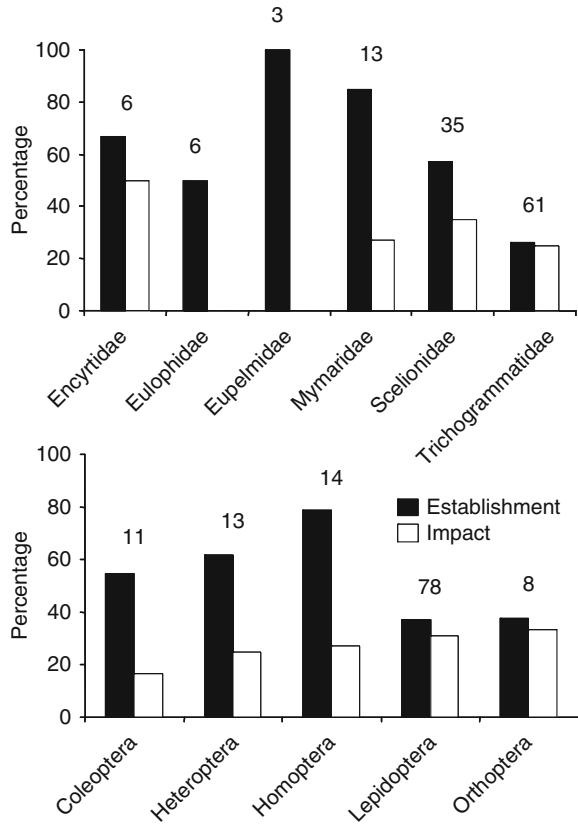 3
100
13
6
80
6
35
60
61
Percentage
40
20
0
Encyrtidae
Eulophidae
Eupelmidae
Mymaridae
Scelionidae
Trichogrammatidae
100
14
80
Establishment
13
11
Impact
60
78
8
Percentage
40
20
0
Coleoptera
Heteroptera
Homoptera
Lepidoptera
Orthoptera